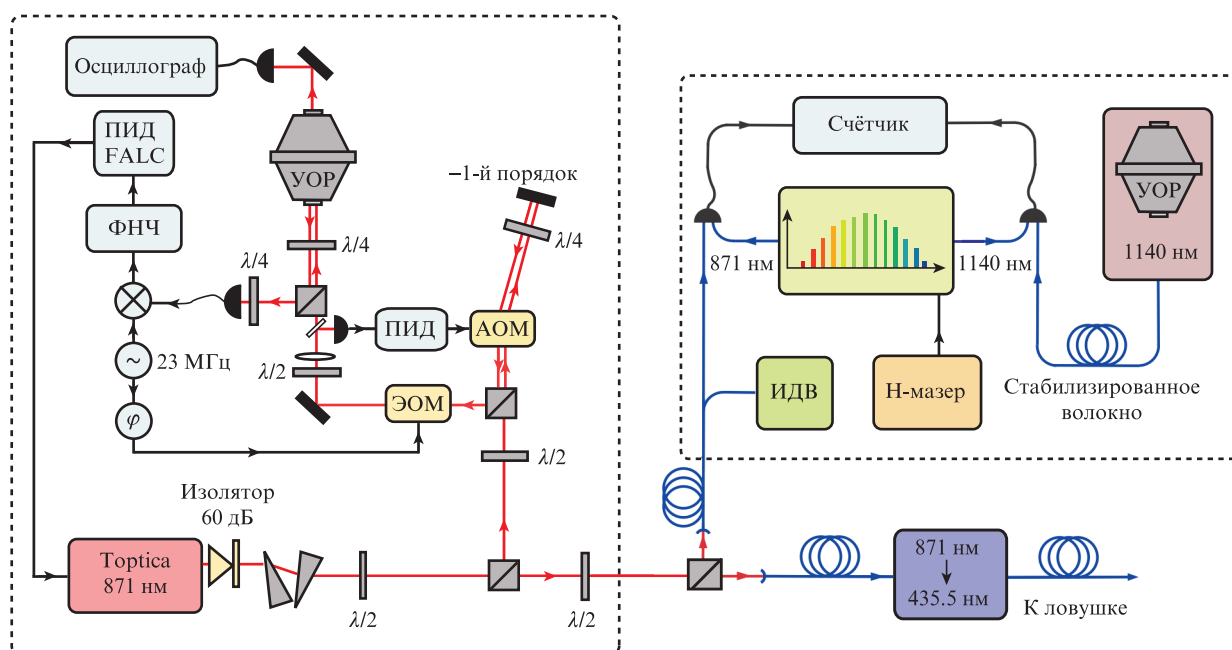 Осциллограф
ПИД
FALC
ФНЧ
УОР
−1-й порядок
λ/4
λ/4
λ/4
23 МГц
~
φ
ПИД
АОМ
λ/2
ЭОМ
λ/2
Изолятор
60 дБ
Toptica
871 нм
λ/2
λ/2
Счётчик
УОР
1140 нм
871 нм
1140 нм
Стабилизированное
волокно
ИДВ
Н-мазер
871 нм
435.5 нм
К ловушке